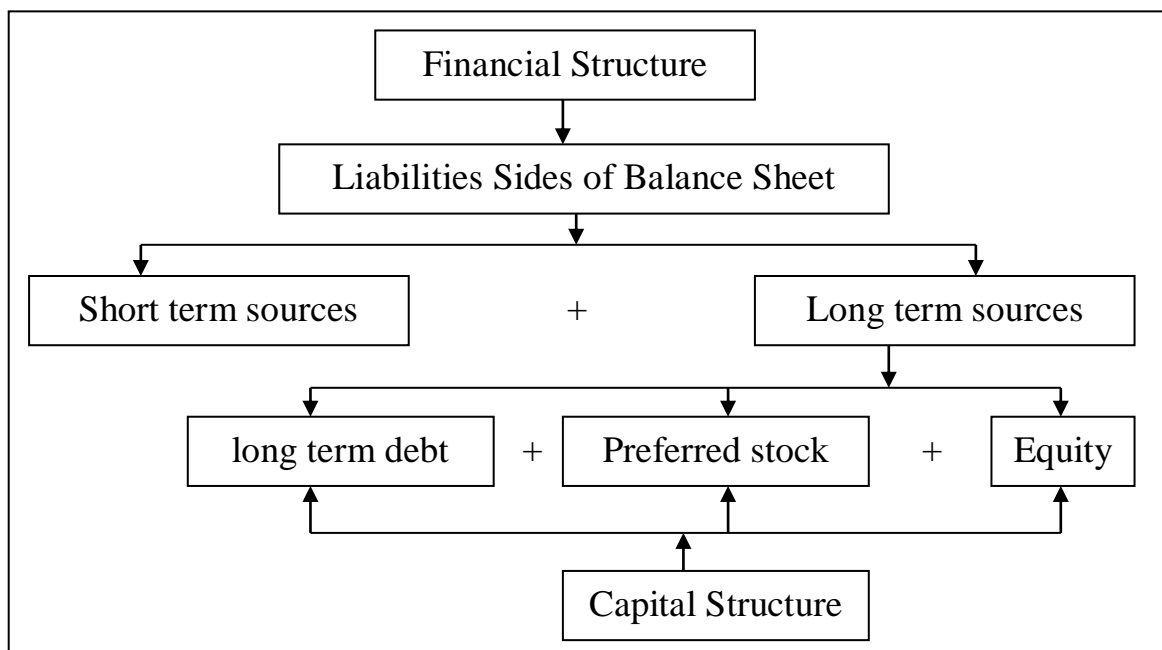 Financial Structure
Liabilities Sides of Balance Sheet
Short term sources + Long term sources
long term debt + Preferred stock + Equity
Capital Structure